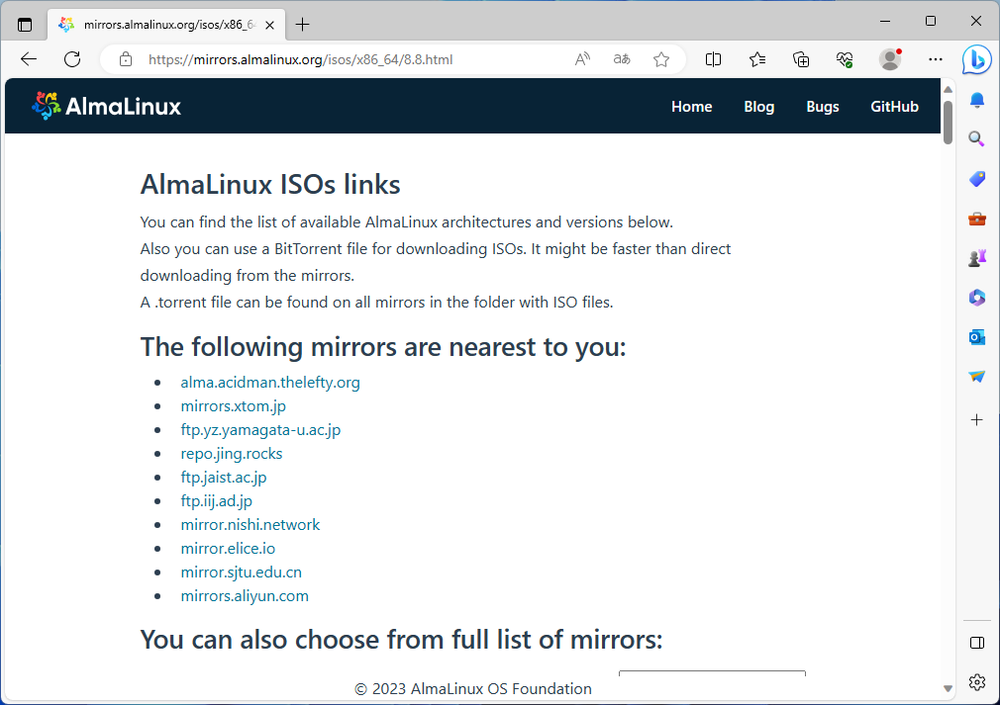 mirrors.almalinux.org/isos/x86_6
https://mirrors.almalinux.org/isos/x86_64/8.8.html
AlmaLinux
Home
Blog
Bugs
GitHub
AlmaLinux ISOs links
You can find the list of available AlmaLinux architectures and versions below.
Also you can use a BitTorrent file for downloading ISOs. It might be faster than direct
downloading from the mirrors.
A .torrent file can be found on all mirrors in the folder with ISO files.
The following mirrors are nearest to you:
alma.acidman.thelefty.org
mirrors.xtom.jp
ftp.yz.yamagata-u.ac.jp
repo.jing.rocks
ftp.jaist.ac.jp
ftp.iij.ad.jp
mirror.nishi.network
mirror.elice.io
mirror.sjtu.edu.cn
mirrors.aliyun.com
You can also choose from full list of mirrors:
© 2023 AlmaLinux OS Foundation